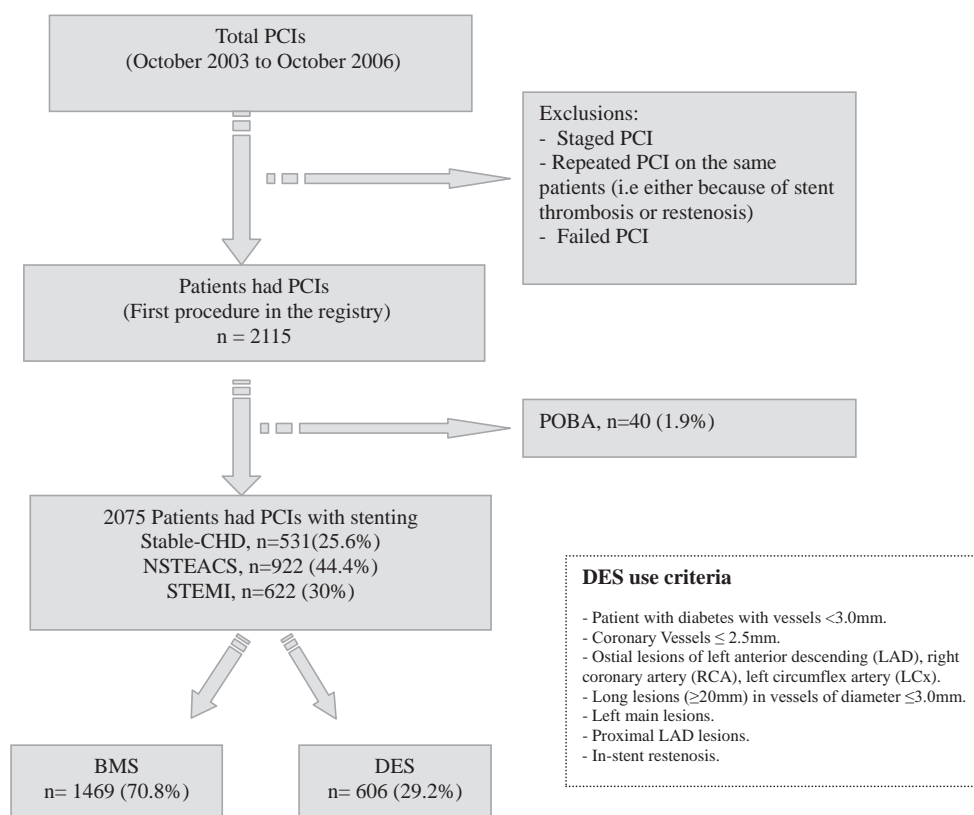 Total PCIs
(October 2003 to October 2006)
Exclusions:
- Staged PCI
- Repeated PCI on the same
patients (i.e either because of stent
thrombosis or restenosis)
- Failed PCI
Patients had PCIs
(First procedure in the registry)
n = 2115
POBA, n=40 (1.9%)
2075 Patients had PCIs with stenting
Stable-CHD, n=531(25.6%)
NSTEACS, n=922 (44.4%)
STEMI, n=622 (30%)
DES use criteria
- Patient with diabetes with vessels <3.0mm.
- Coronary Vessels ≤ 2.5mm.
- Ostial lesions of left anterior descending (LAD), right
coronary artery (RCA), left circumflex artery (LCx).
- Long lesions (≥20mm) in vessels of diameter ≤3.0mm.
- Left main lesions.
- Proximal LAD lesions.
- In-stent restenosis.
BMS
n= 1469 (70.8%)
DES
n= 606 (29.2%)